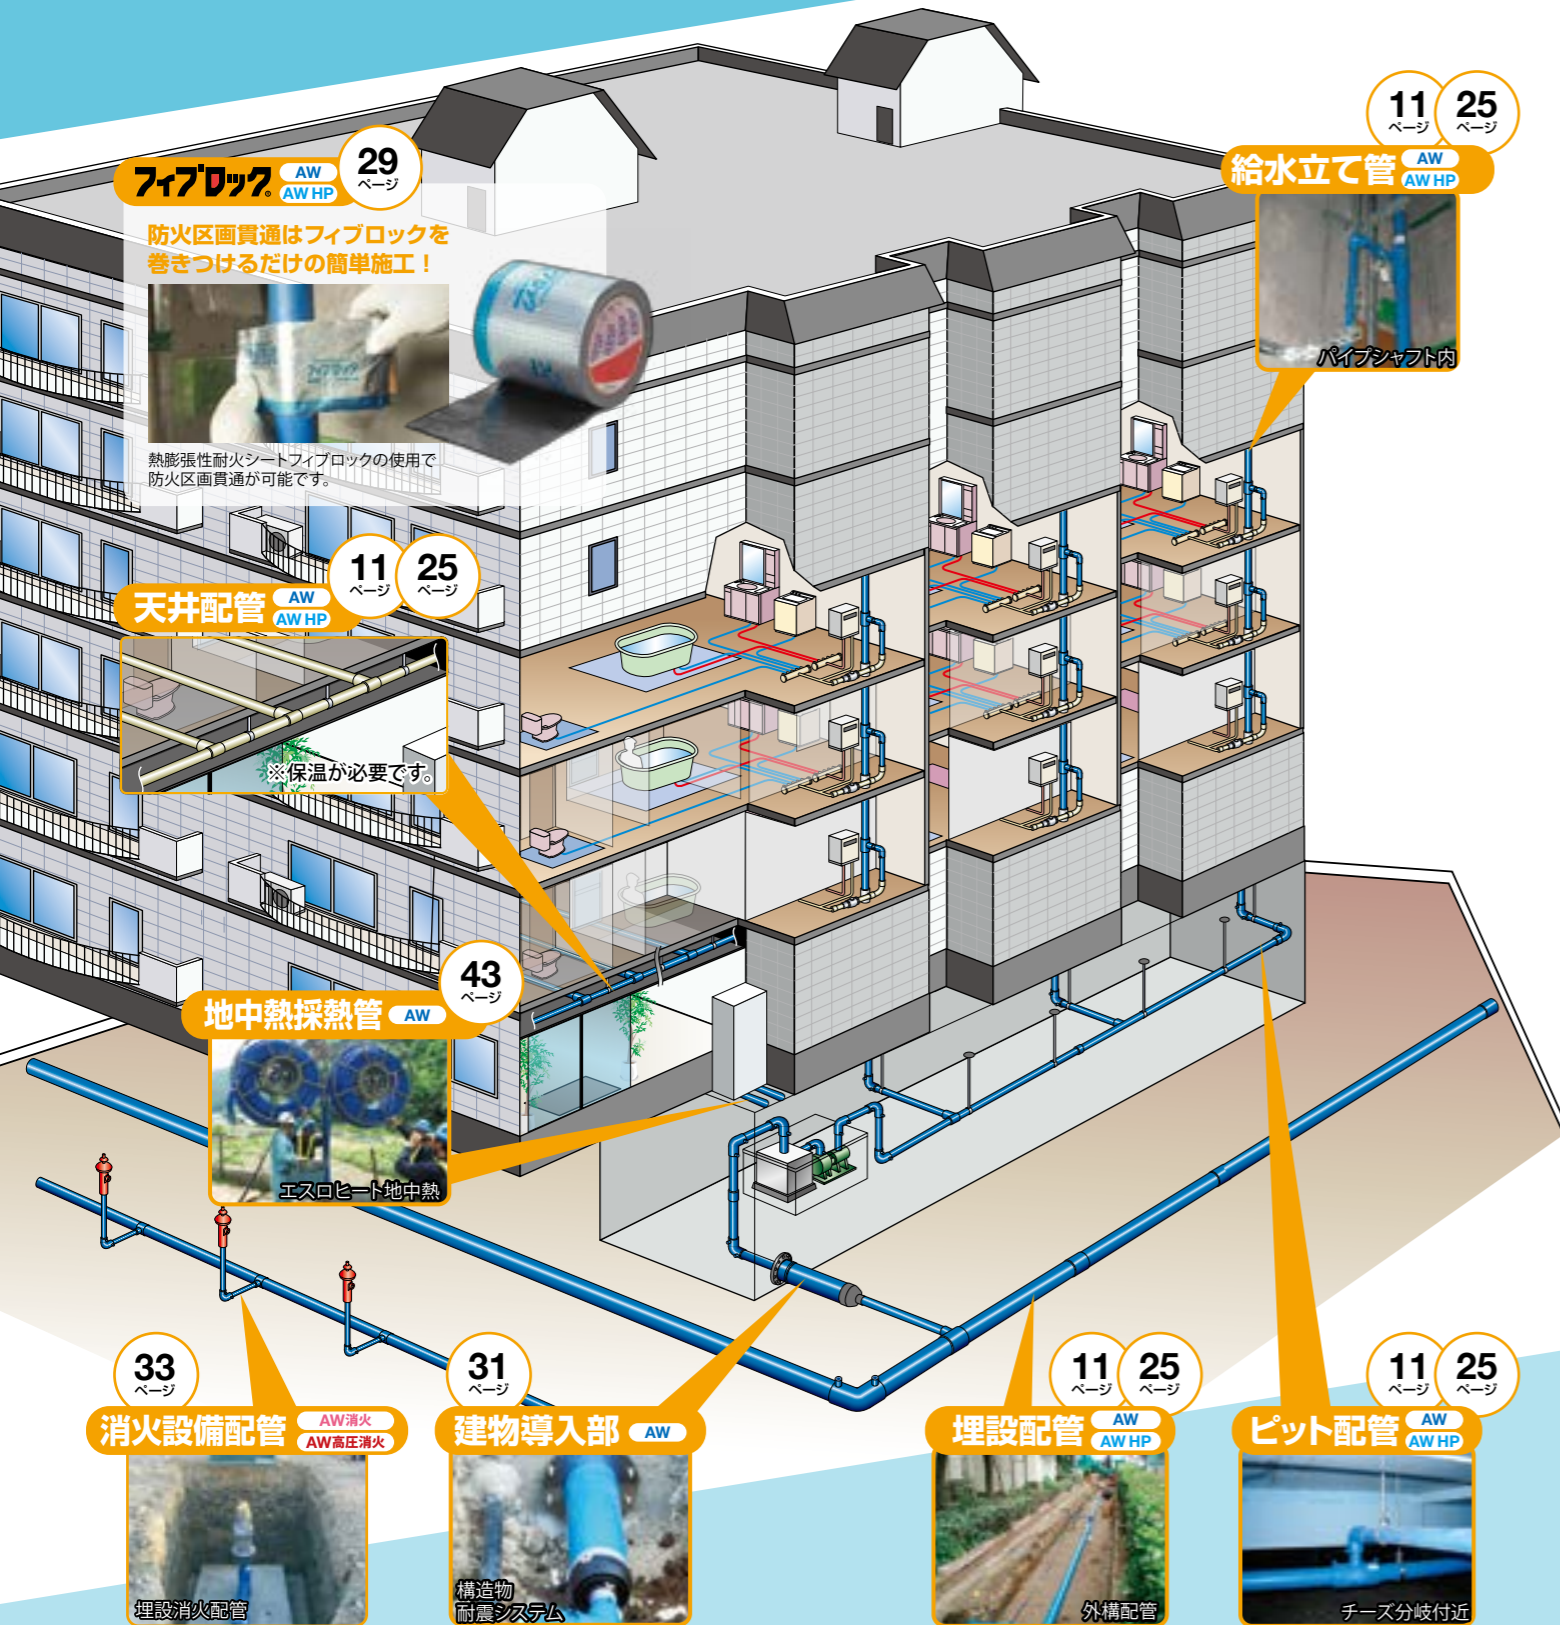 フィブロック®
AW
AW HP
29
ページ
防火区画貫通はフィブロックを
巻きつけるだけの簡単施工！
フィブロック
熱膨張性耐火シートフィブロックの使用で
防火区画貫通が可能です。
11
ページ
25
ページ
給水立て管
AW
AW HP
パイプシャフト内
11
ページ
25
ページ
天井配管
AW
AW HP
※保温が必要です。
43
ページ
地中熱採熱管
AW
エスロヒート地中熱
33
ページ
消火設備配管
AW消火
AW高圧消火
埋設消火配管
31
ページ
建物導入部
AW
構造物
耐震システム
11
ページ
25
ページ
埋設配管
AW
AW HP
外構配管
11
ページ
25
ページ
ピット配管
AW
AW HP
チーズ分岐付近